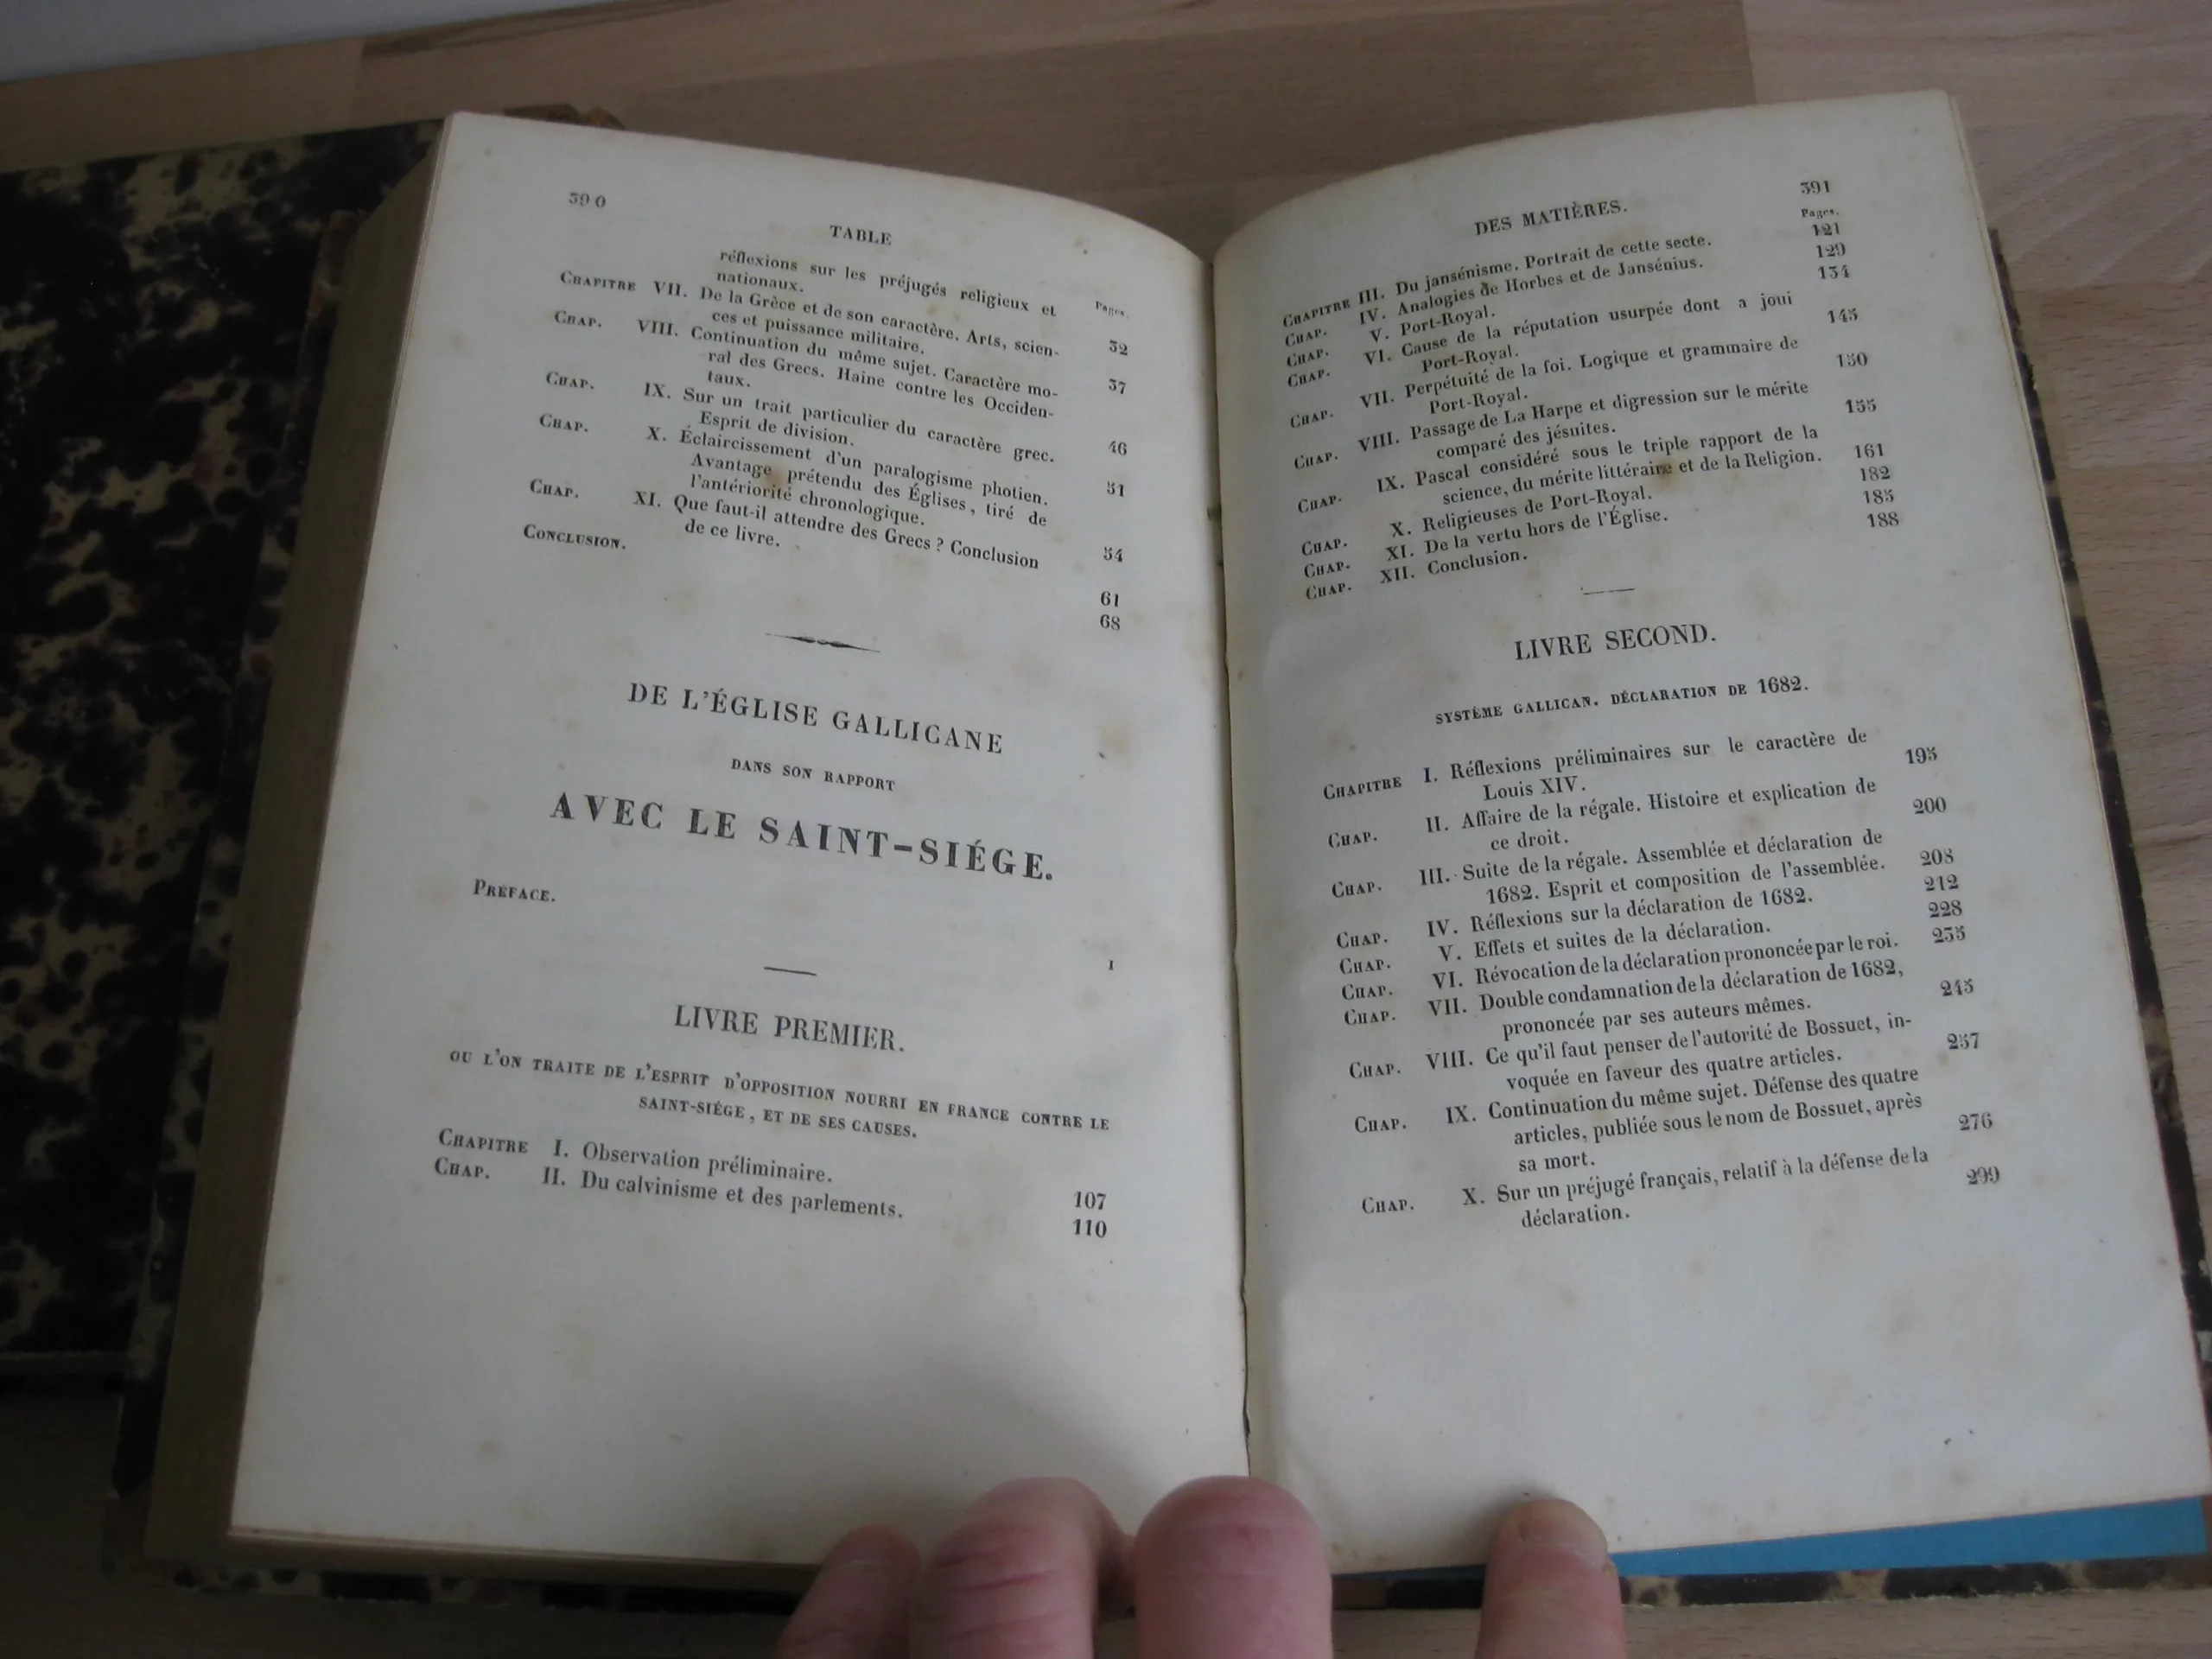 390
TABLE
Pages.
réflexions sur les préjugés religieux et
nationaux. 32
CHAPITRE VII. De la Grèce et de son caractère. Arts, scien-
ces et puissance militaire. 37
CHAP. VIII. Continuation du même sujet. Caractère mo-
ral des Grecs. Haine contre les Occiden-
taux. 46
CHAP. IX. Sur un trait particulier du caractère grec.
Esprit de division. 51
CHAP. X. Éclaircissement d'un paralogisme photien.
Avantage prétendu des Églises, tiré de
l'antériorité chronologique. 54
CHAP. XI. Que faut-il attendre des Grecs ? Conclusion
de ce livre. 61
CONCLUSION. 68
DE L'ÉGLISE GALLICANE
DANS SON RAPPORT
AVEC LE SAINT-SIÉGE.
PRÉFACE. I
LIVRE PREMIER.
OU L'ON TRAITE DE L'ESPRIT D'OPPOSITION NOURRI EN FRANCE CONTRE LE
SAINT-SIÉGE, ET DE SES CAUSES.
CHAPITRE I. Observation préliminaire. 107
CHAP. II. Du calvinisme et des parlements. 110
DES MATIÈRES.
391
Pages.
CHAPITRE III. Du jansénisme. Portrait de cette secte. 121
CHAP. IV. Analogies de Horbes et de Jansénius. 129
CHAP. V. Port-Royal. 134
CHAP. VI. Cause de la réputation usurpée dont a joui
Port-Royal. 145
CHAP. VII. Perpétuité de la foi. Logique et grammaire de
Port-Royal. 150
CHAP. VIII. Passage de La Harpe et digression sur le mérite
comparé des jésuites. 155
CHAP. IX. Pascal considéré sous le triple rapport de la
science, du mérite littéraire et de la Religion. 161
CHAP. X. Religieuses de Port-Royal. 182
CHAP. XI. De la vertu hors de l'Église. 185
CHAP. XII. Conclusion. 188
LIVRE SECOND.
SYSTÈME GALLICAN. DÉCLARATION DE 1682.
CHAPITRE I. Réflexions préliminaires sur le caractère de
Louis XIV. 195
CHAP. II. Affaire de la régale. Histoire et explication de
ce droit. 200
CHAP. III. Suite de la régale. Assemblée et déclaration de
1682. Esprit et composition de l'assemblée. 208
CHAP. IV. Réflexions sur la déclaration de 1682. 212
CHAP. V. Effets et suites de la déclaration. 228
CHAP. VI. Révocation de la déclaration prononcée par le roi. 235
CHAP. VII. Double condamnation de la déclaration de 1682,
prononcée par ses auteurs mêmes. 245
CHAP. VIII. Ce qu'il faut penser de l'autorité de Bossuet, in-
voquée en faveur des quatre articles. 257
CHAP. IX. Continuation du même sujet. Défense des quatre
articles, publiée sous le nom de Bossuet, après
sa mort. 276
CHAP. X. Sur un préjugé français, relatif à la défense de la
déclaration. 299